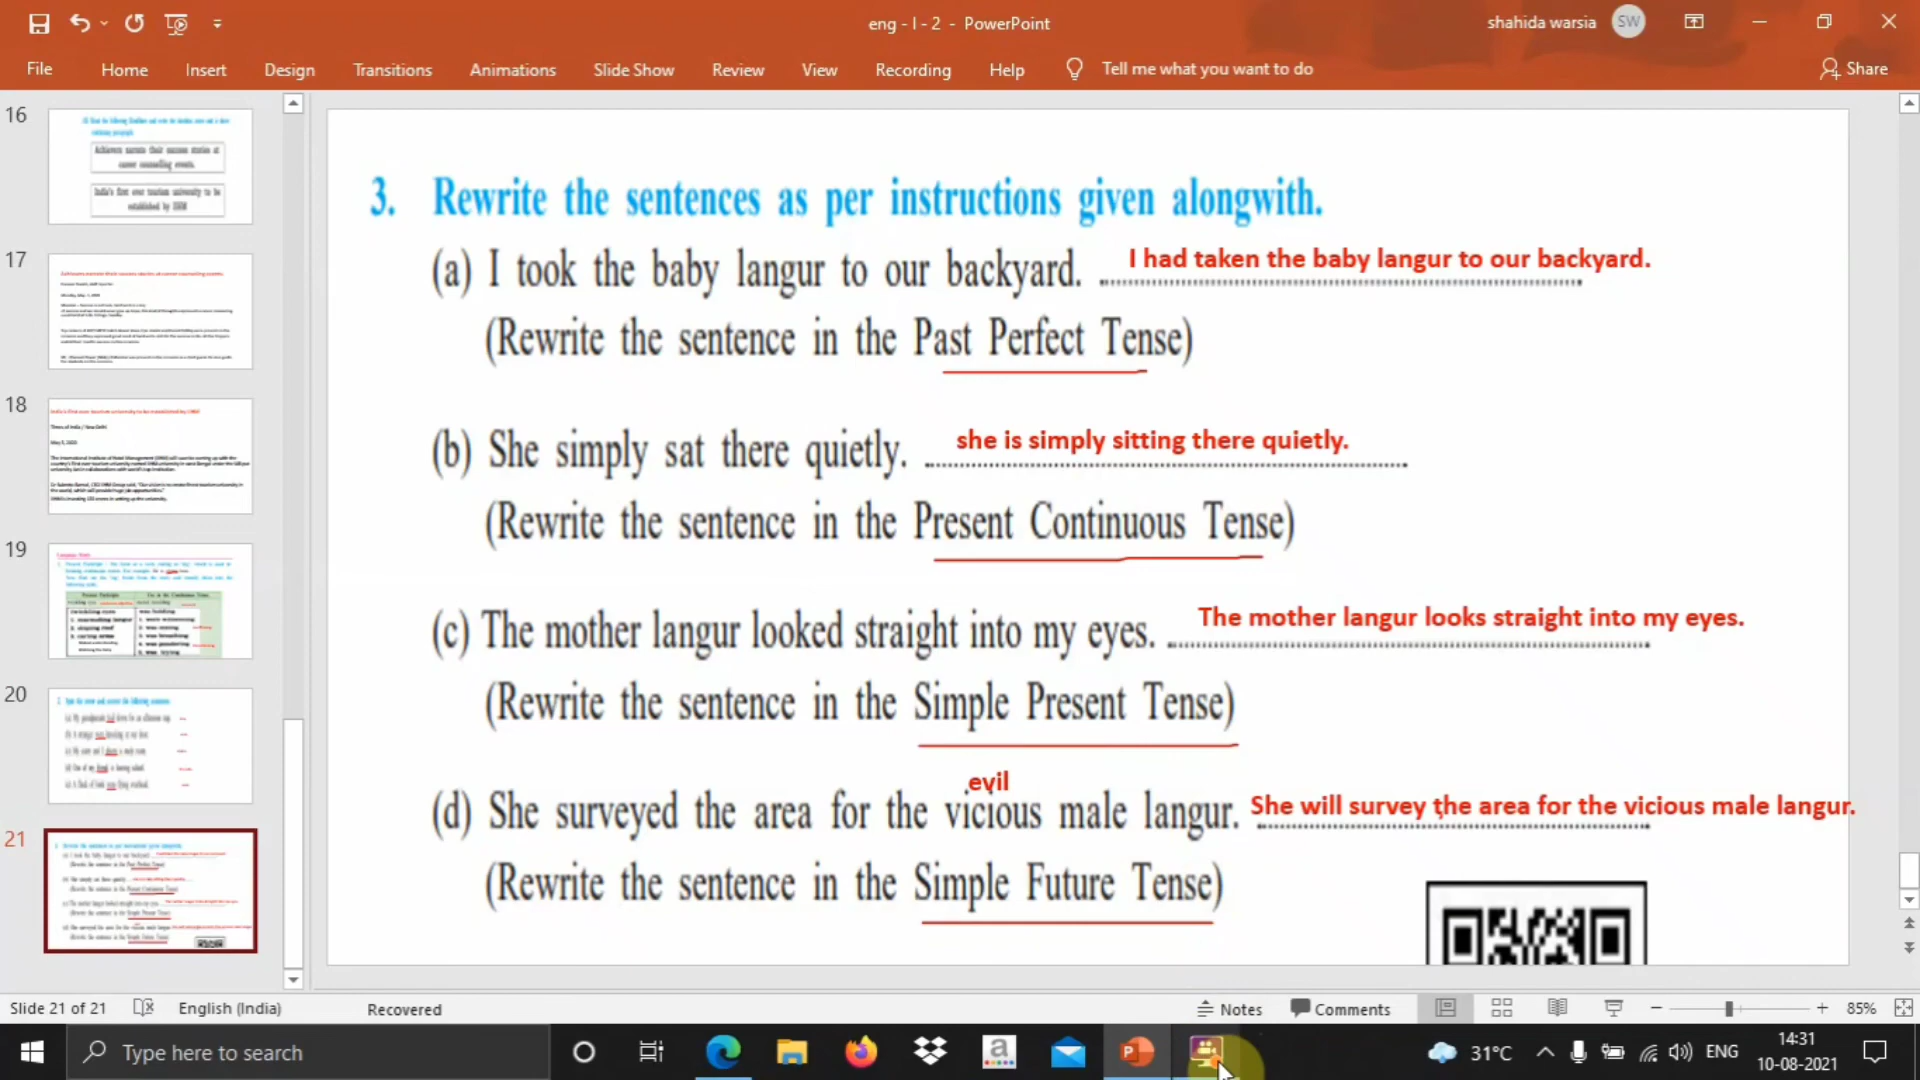 eng - I - 2 - PowerPoint
shahida warsia SW
File Home Insert Design Transitions Animations Slide Show Review View Recording Help Tell me what you want to do Share
16
17
18
19
20
21
3. Rewrite the sentences as per instructions given alongwith.
(a) I took the baby langur to our backyard. I had taken the baby langur to our backyard.
(Rewrite the sentence in the Past Perfect Tense)
(b) She simply sat there quietly. she is simply sitting there quietly.
(Rewrite the sentence in the Present Continuous Tense)
(c) The mother langur looked straight into my eyes. The mother langur looks straight into my eyes.
(Rewrite the sentence in the Simple Present Tense)
evil
(d) She surveyed the area for the vicious male langur. She will survey the area for the vicious male langur.
(Rewrite the sentence in the Simple Future Tense)
Slide 21 of 21 English (India) Recovered Notes Comments 85%
Type here to search 31°C ENG 14:31
10-08-2021